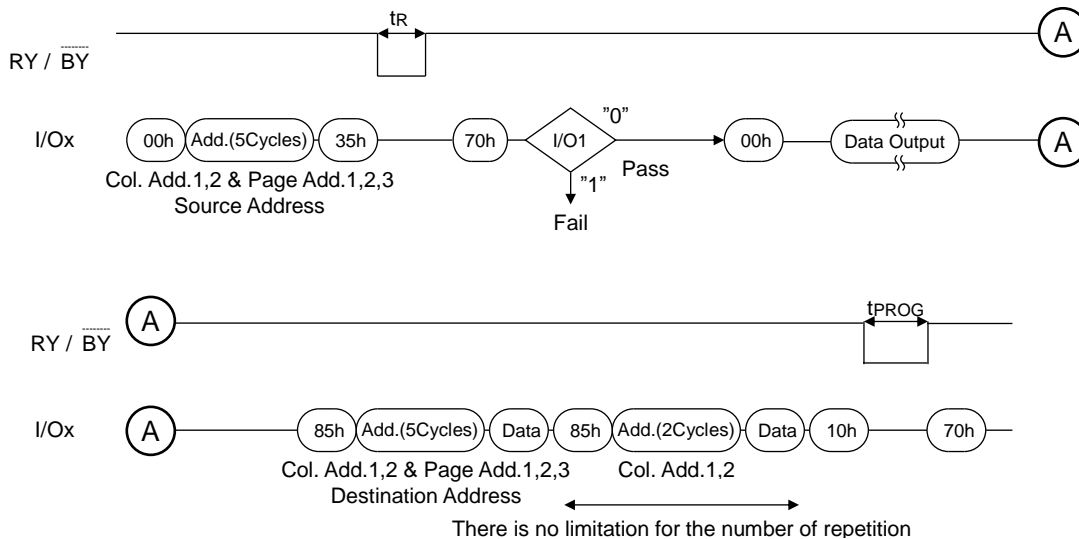 tR
RY / BY
A
I/Ox
00h Add.(5Cycles) 35h 70h I/O1 "0" 00h Data Output A
Pass
"1"
Col. Add.1,2 & Page Add.1,2,3
Source Address
Fail
A
tPROG
RY / BY
I/Ox
A 85h Add.(5Cycles) Data 85h Add.(2Cycles) Data 10h 70h
Col. Add.1,2 & Page Add.1,2,3 Col. Add.1,2
Destination Address
There is no limitation for the number of repetition